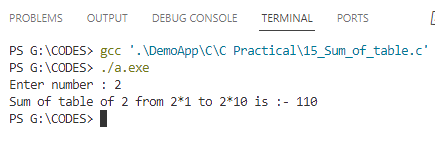 PROBLEMS OUTPUT DEBUG CONSOLE TERMINAL PORTS
PS G:\CODES> gcc '.\DemoApp\C\C Practical\15_Sum_of_table.c'
PS G:\CODES> ./a.exe
Enter number : 2
Sum of table of 2 from 2*1 to 2*10 is :- 110
PS G:\CODES>